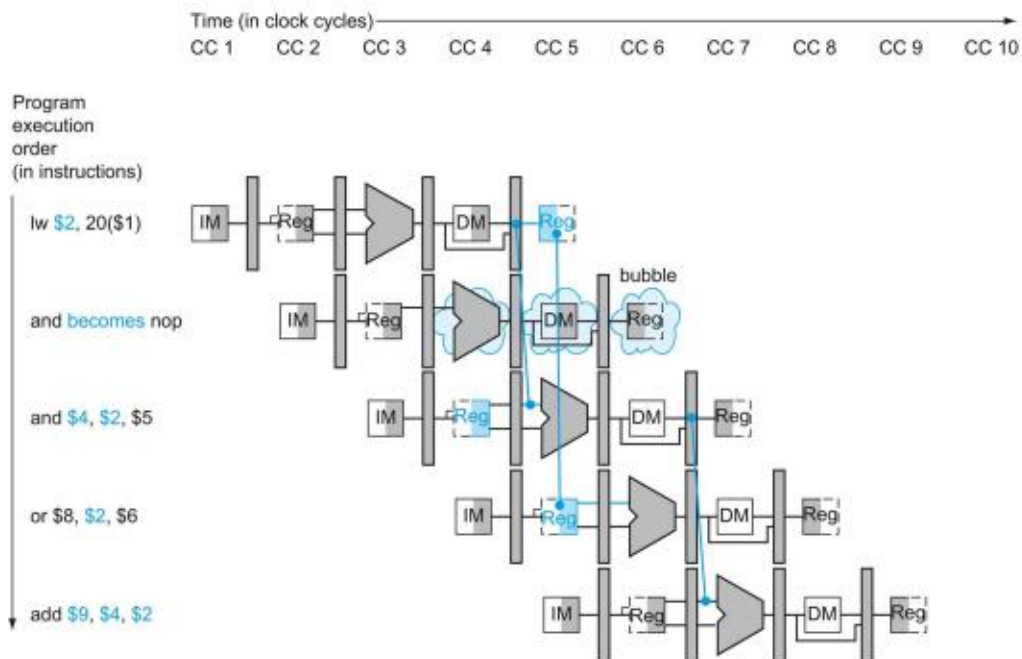 Time (in clock cycles)
CC 1 CC 2 CC 3 CC 4 CC 5 CC 6 CC 7 CC 8 CC 9 CC 10
Program
execution
order
(in instructions)
lw $2, 20($1)
IM Reg DM Reg
bubble
and becomes nop
IM Reg DM Reg
and $4, $2, $5
IM Reg DM Reg
or $8, $2, $6
IM Reg DM Reg
add $9, $4, $2
IM Reg DM Reg